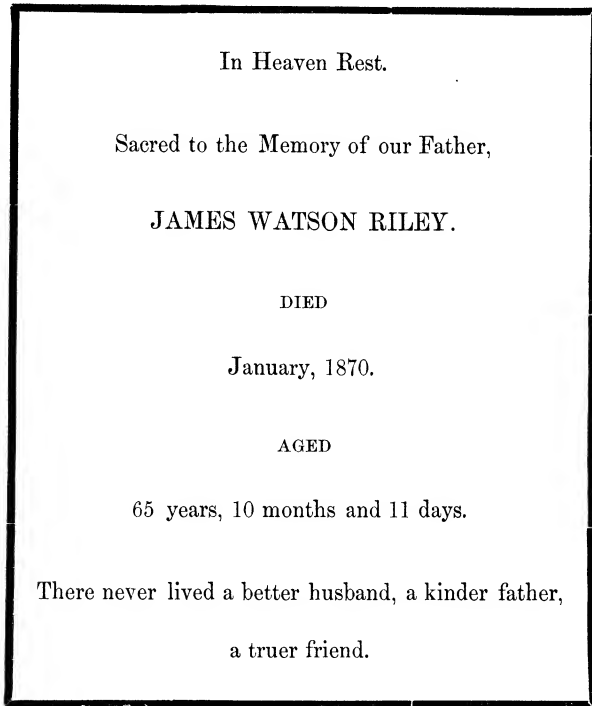 In Heaven Rest.
Sacred to the Memory of our Father,
JAMES WATSON RILEY.
DIED
January, 1870.
AGED
65 years, 10 months and 11 days.
There never lived a better husband, a kinder father,
a truer friend.